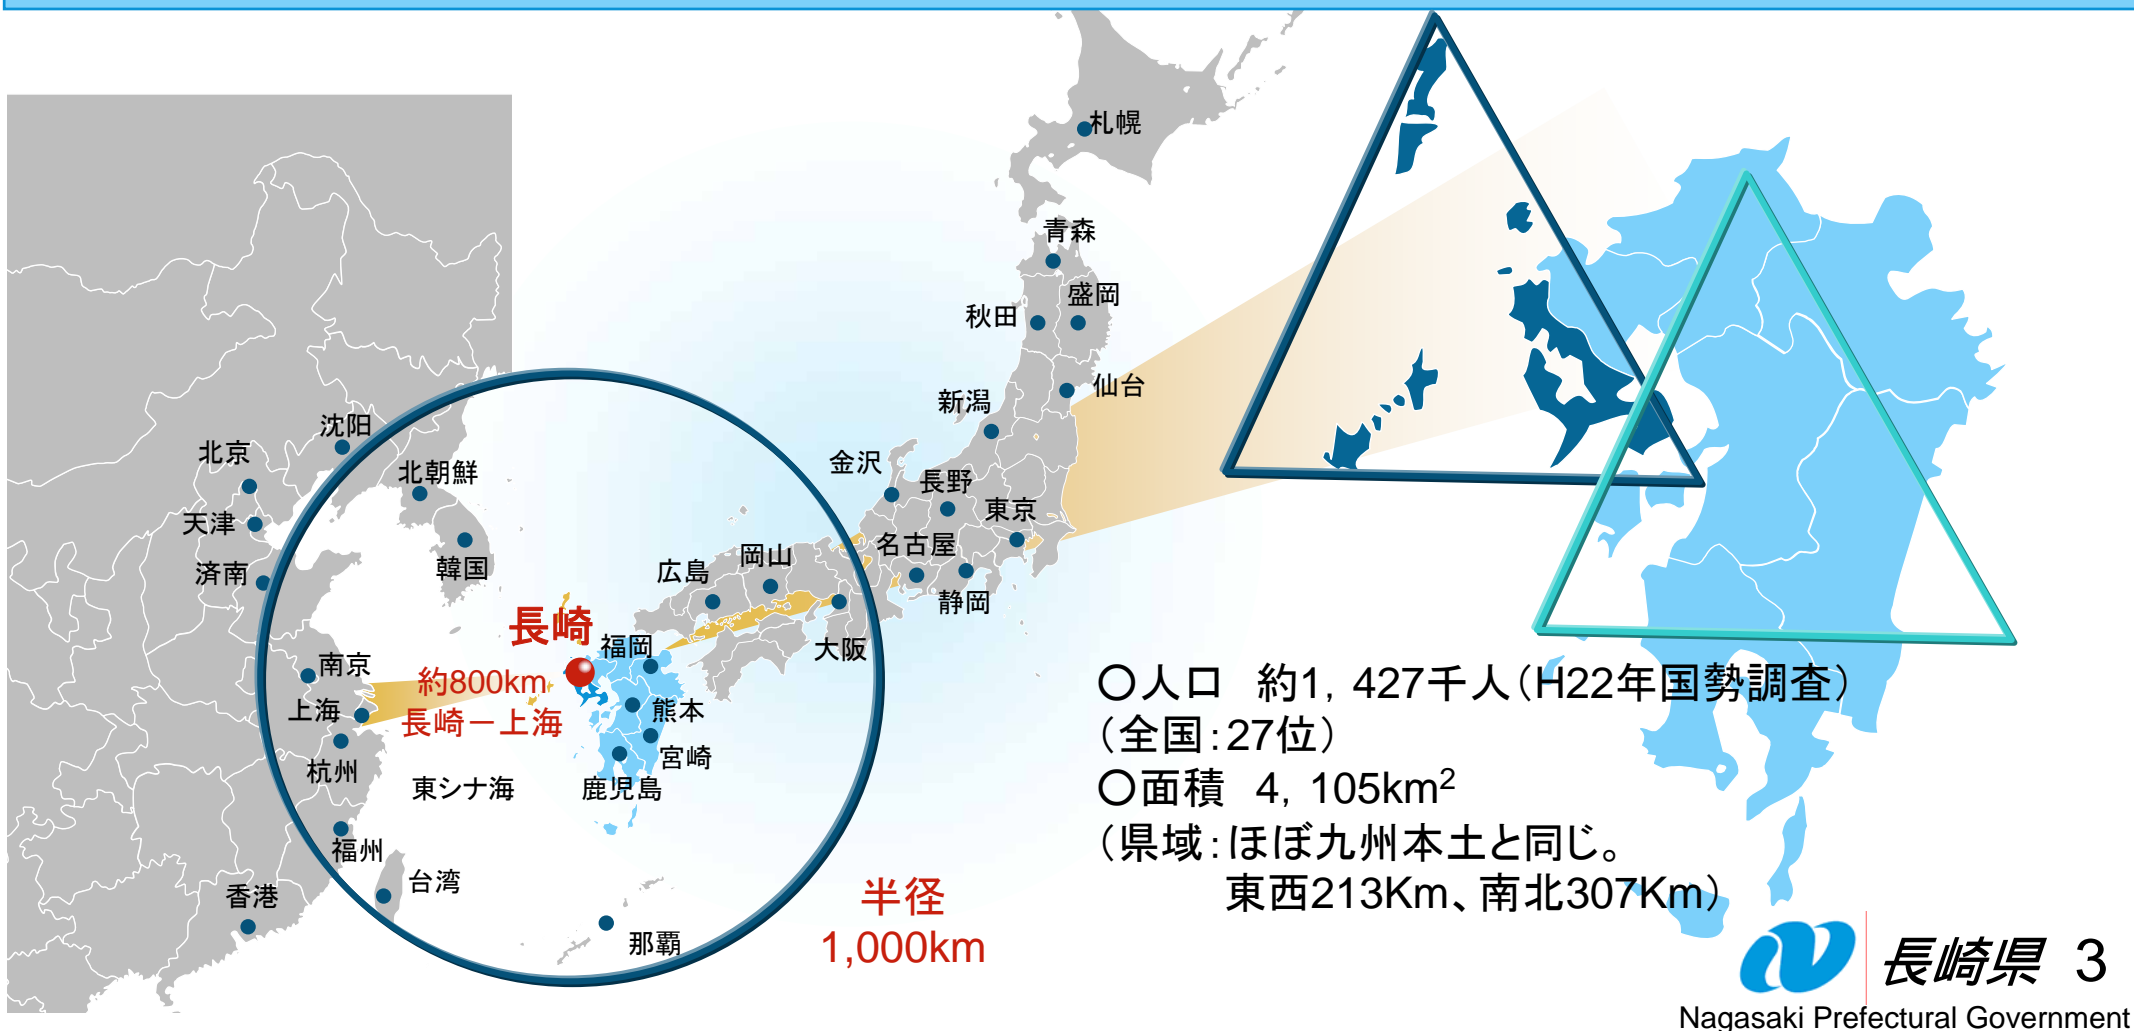 札幌
青森
盛岡
秋田
仙台
新潟
金沢
長野
東京
名古屋
静岡
沈阳
北京
北朝鮮
天津
韓国
済南
広島
岡山
大阪
長崎
福岡
南京
約800km
長崎－上海
上海
熊本
宮崎
杭州
東シナ海
鹿児島
福州
台湾
香港
那覇
半径
1,000km
○人口　約1，427千人（H22年国勢調査）
（全国：27位）
○面積　4，105km²
（県域：ほぼ九州本土と同じ。
東西213Km、南北307Km）
長崎県 3
Nagasaki Prefectural Government